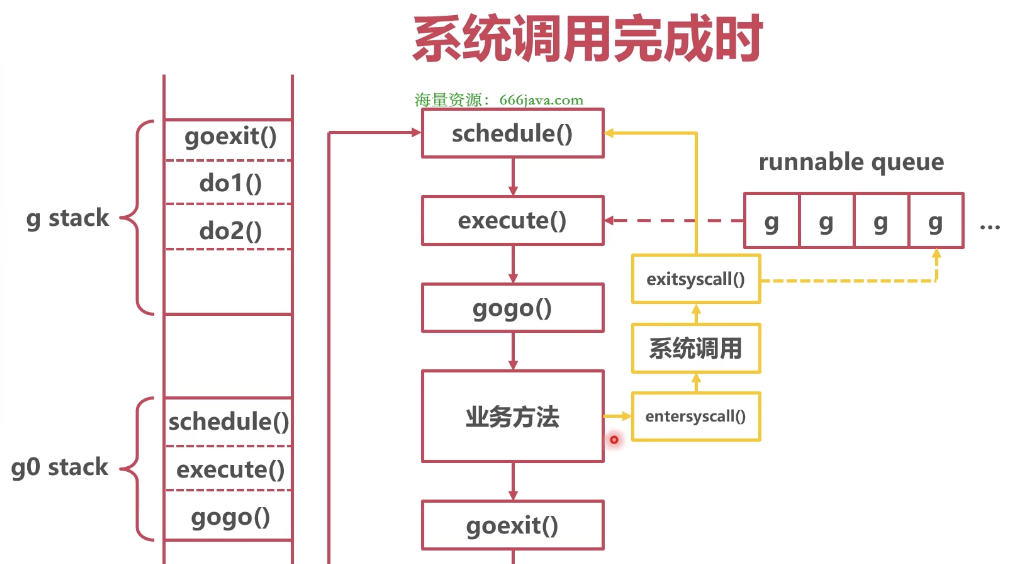 系统调用完成时
海量资源：666java.com
goexit()
do1()
do2()
g stack
schedule()
execute()
gogo()
g0 stack
schedule()
execute()
gogo()
业务方法
goexit()
runnable queue
g g g g ...
exitsyscall()
系统调用
entersyscall()